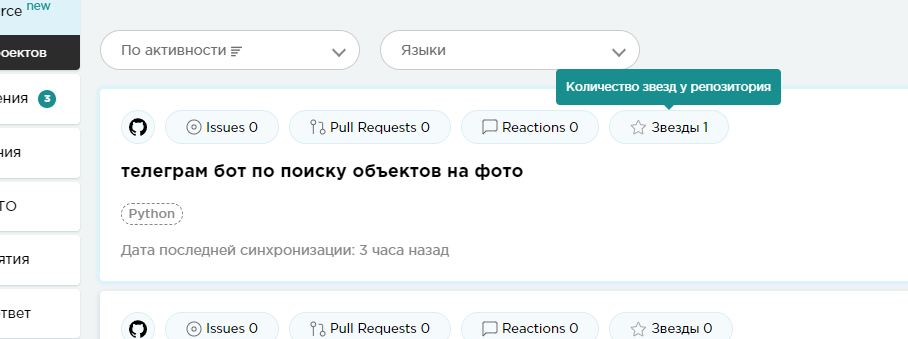 rce new
роектов
ения 3
ния
ТО
ятия
твет
По активности
Языки
Количество звезд у репозитория
Issues 0
Pull Requests 0
Reactions 0
Звезды 1
телеграм бот по поиску объектов на фото
Python
Дата последней синхронизации: 3 часа назад
Issues 0
Pull Requests 0
Reactions 0
Звезды 0